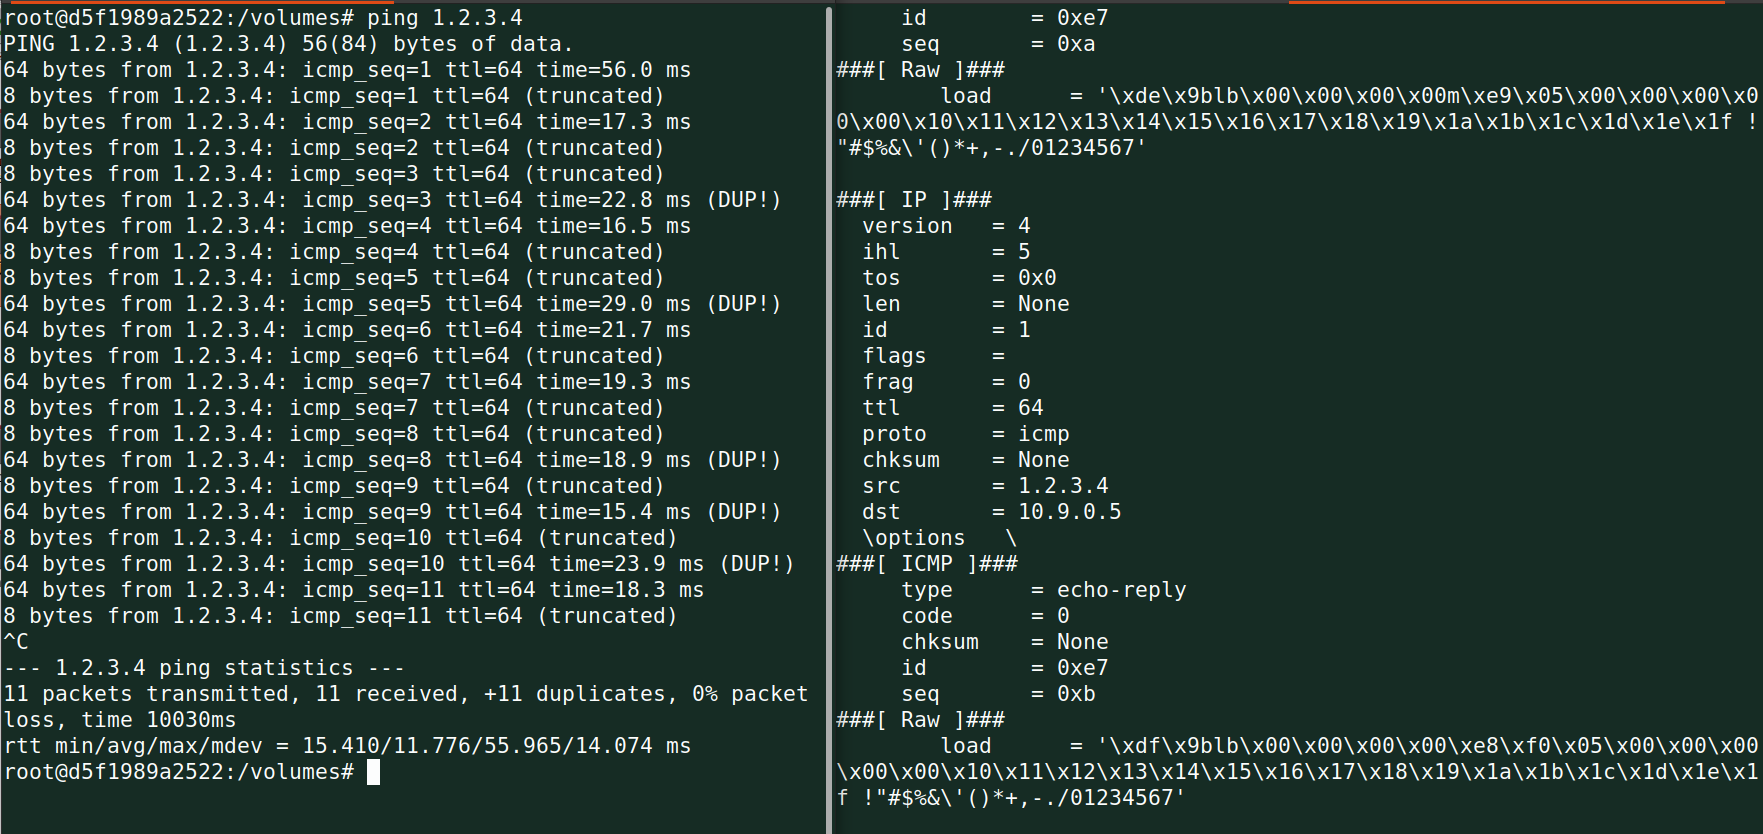 root@d5f1989a2522:/volumes# ping 1.2.3.4
PING 1.2.3.4 (1.2.3.4) 56(84) bytes of data.
64 bytes from 1.2.3.4: icmp_seq=1 ttl=64 time=56.0 ms
8 bytes from 1.2.3.4: icmp_seq=1 ttl=64 (truncated)
64 bytes from 1.2.3.4: icmp_seq=2 ttl=64 time=17.3 ms
8 bytes from 1.2.3.4: icmp_seq=2 ttl=64 (truncated)
8 bytes from 1.2.3.4: icmp_seq=3 ttl=64 (truncated)
64 bytes from 1.2.3.4: icmp_seq=3 ttl=64 time=22.8 ms (DUP!)
64 bytes from 1.2.3.4: icmp_seq=4 ttl=64 time=16.5 ms
8 bytes from 1.2.3.4: icmp_seq=4 ttl=64 (truncated)
8 bytes from 1.2.3.4: icmp_seq=5 ttl=64 (truncated)
64 bytes from 1.2.3.4: icmp_seq=5 ttl=64 time=29.0 ms (DUP!)
64 bytes from 1.2.3.4: icmp_seq=6 ttl=64 time=21.7 ms
8 bytes from 1.2.3.4: icmp_seq=6 ttl=64 (truncated)
64 bytes from 1.2.3.4: icmp_seq=7 ttl=64 time=19.3 ms
8 bytes from 1.2.3.4: icmp_seq=7 ttl=64 (truncated)
8 bytes from 1.2.3.4: icmp_seq=8 ttl=64 (truncated)
64 bytes from 1.2.3.4: icmp_seq=8 ttl=64 time=18.9 ms (DUP!)
8 bytes from 1.2.3.4: icmp_seq=9 ttl=64 (truncated)
64 bytes from 1.2.3.4: icmp_seq=9 ttl=64 time=15.4 ms (DUP!)
8 bytes from 1.2.3.4: icmp_seq=10 ttl=64 (truncated)
64 bytes from 1.2.3.4: icmp_seq=10 ttl=64 time=23.9 ms (DUP!)
64 bytes from 1.2.3.4: icmp_seq=11 ttl=64 time=18.3 ms
8 bytes from 1.2.3.4: icmp_seq=11 ttl=64 (truncated)
^C
--- 1.2.3.4 ping statistics ---
11 packets transmitted, 11 received, +11 duplicates, 0% packet
loss, time 10030ms
rtt min/avg/max/mdev = 15.410/11.776/55.965/14.074 ms
root@d5f1989a2522:/volumes#
id = 0xe7
seq = 0xa
###[ Raw ]###
load = '\xde\x9blb\x00\x00\x00\x00m\xe9\x05\x00\x00\x00\x0
0\x00\x10\x11\x12\x13\x14\x15\x16\x17\x18\x19\x1a\x1b\x1c\x1d\x1e\x1f !
"#$%&\'()*+,-./01234567'
###[ IP ]###
version = 4
ihl = 5
tos = 0x0
len = None
id = 1
flags =
frag = 0
ttl = 64
proto = icmp
chksum = None
src = 1.2.3.4
dst = 10.9.0.5
\options \
###[ ICMP ]###
type = echo-reply
code = 0
chksum = None
id = 0xe7
seq = 0xb
###[ Raw ]###
load = '\xdf\x9blb\x00\x00\x00\x00\xe8\xf0\x05\x00\x00\x00
\x00\x00\x10\x11\x12\x13\x14\x15\x16\x17\x18\x19\x1a\x1b\x1c\x1d\x1e\x1
f !"#$%&\'()*+,-./01234567'